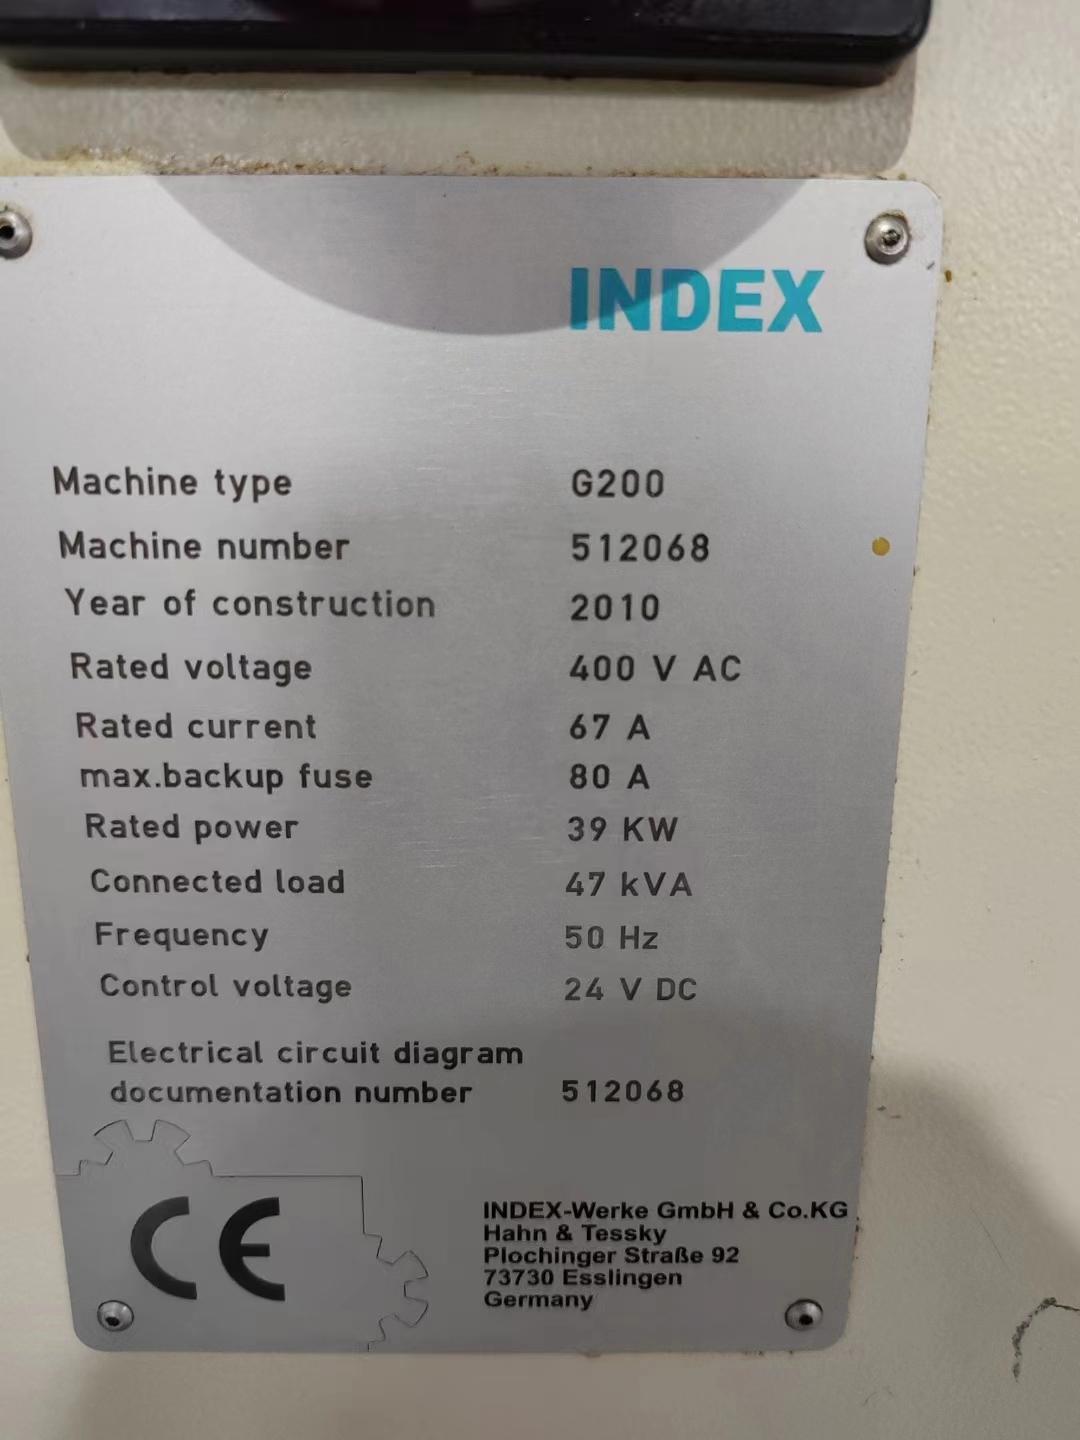 INDEX
Machine type G200
Machine number 512068
Year of construction 2010
Rated voltage 400 V AC
Rated current 67 A
max.backup fuse 80 A
Rated power 39 KW
Connected load 47 kVA
Frequency 50 Hz
Control voltage 24 V DC
Electrical circuit diagram
documentation number 512068
CE
INDEX-Werke GmbH & Co.KG
Hahn & Tessky
Plochinger Straße 92
73730 Esslingen
Germany